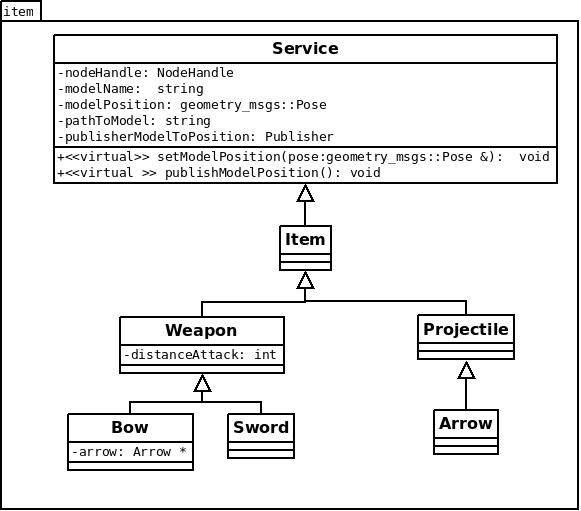 item
Service
-nodeHandle: NodeHandle
-modelName:  string
-modelPosition: geometry_msgs::Pose
-pathToModel: string
-publisherModelToPosition: Publisher
+<<virtual>> setModelPosition(pose:geometry_msgs::Pose &):  void
+<<virtual >> publishModelPosition(): void
Item
Weapon
-distanceAttack: int
Projectile
Bow
-arrow: Arrow *
Sword
Arrow